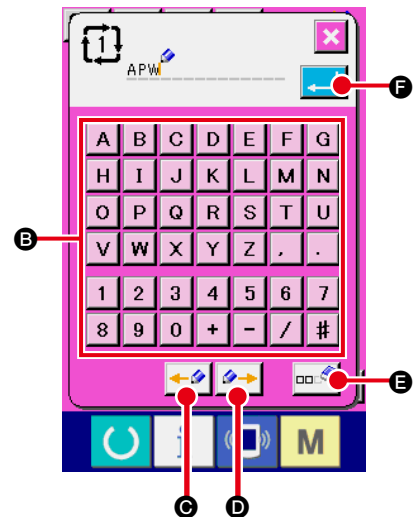 1
APW
F
A B C D E F G
H I J K L M N
O P Q R S T U
B
V W X Y Z , .
1 2 3 4 5 6 7
8 9 0 + - / #
E
i M
C D